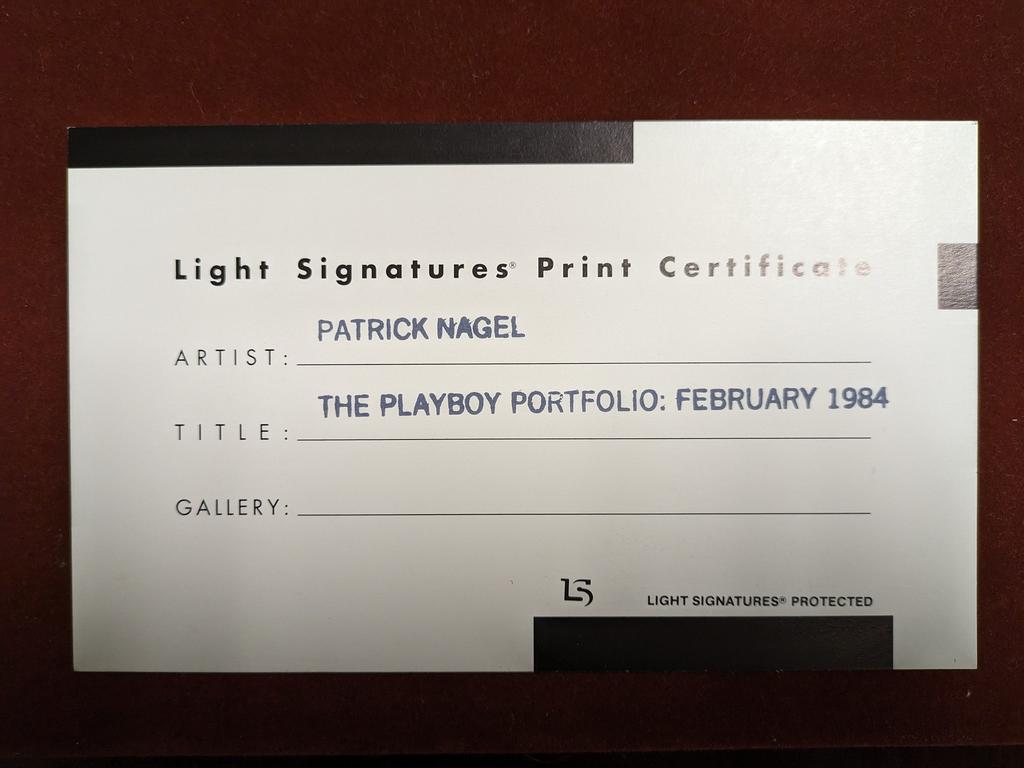 Light Signatures® Print Certificate
PATRICK NAGEL
ARTIST:
THE PLAYBOY PORTFOLIO: FEBRUARY 1984
TITLE:
GALLERY:
LS
LIGHT SIGNATURES® PROTECTED